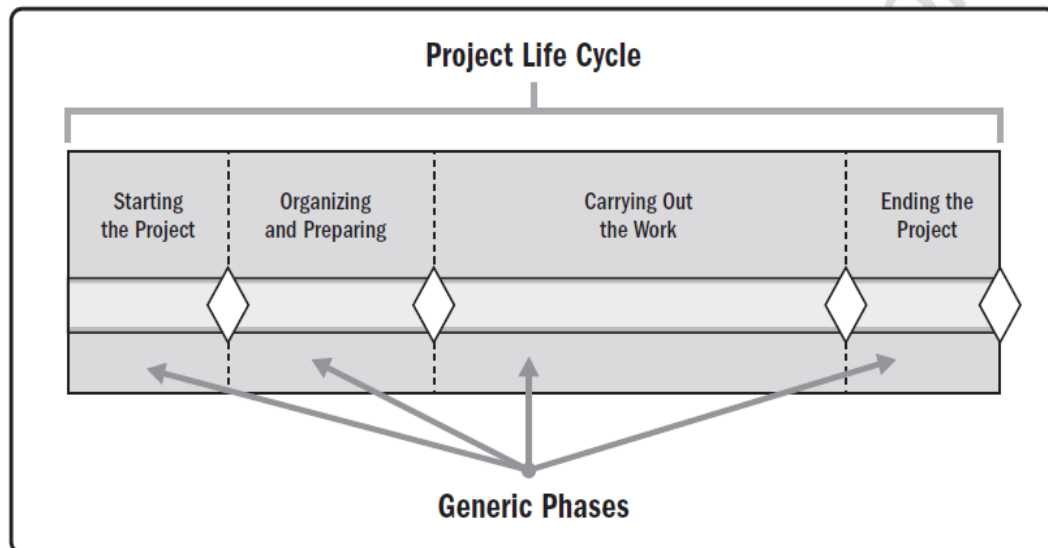 Project Life Cycle
Starting
the Project
Organizing
and Preparing
Carrying Out
the Work
Ending the
Project
Generic Phases